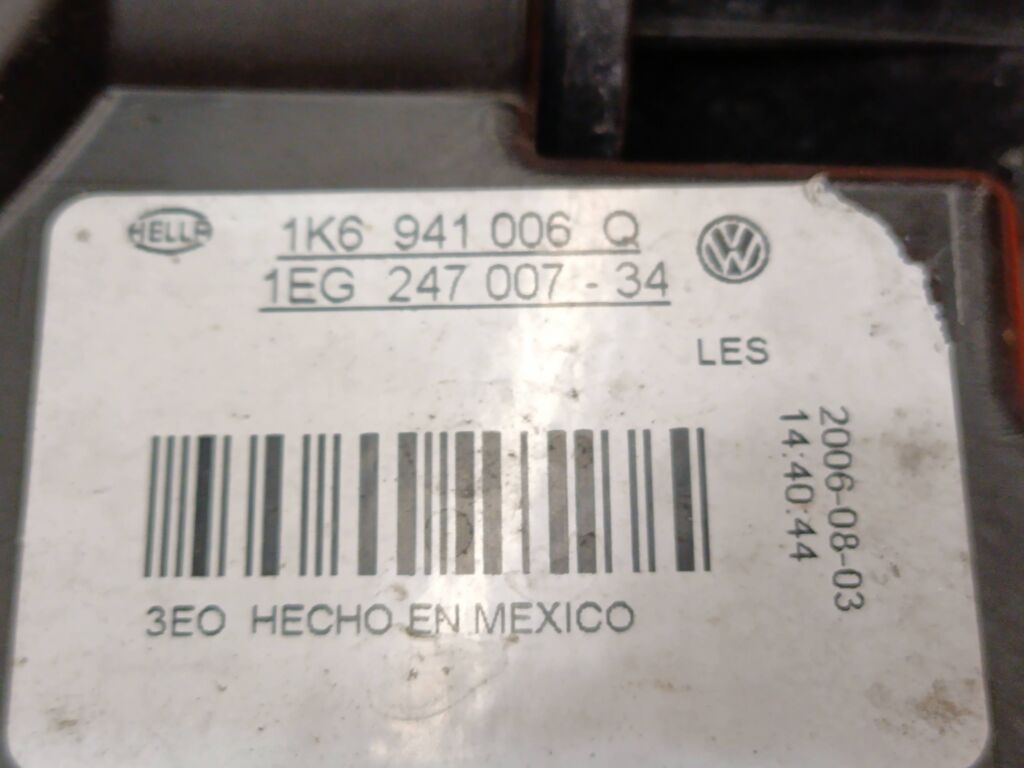 HELLA
1K6 941 006 Q
1EG 247 007 - 34
LES
2006-08-03
14:40:44
3EO HECHO EN MEXICO